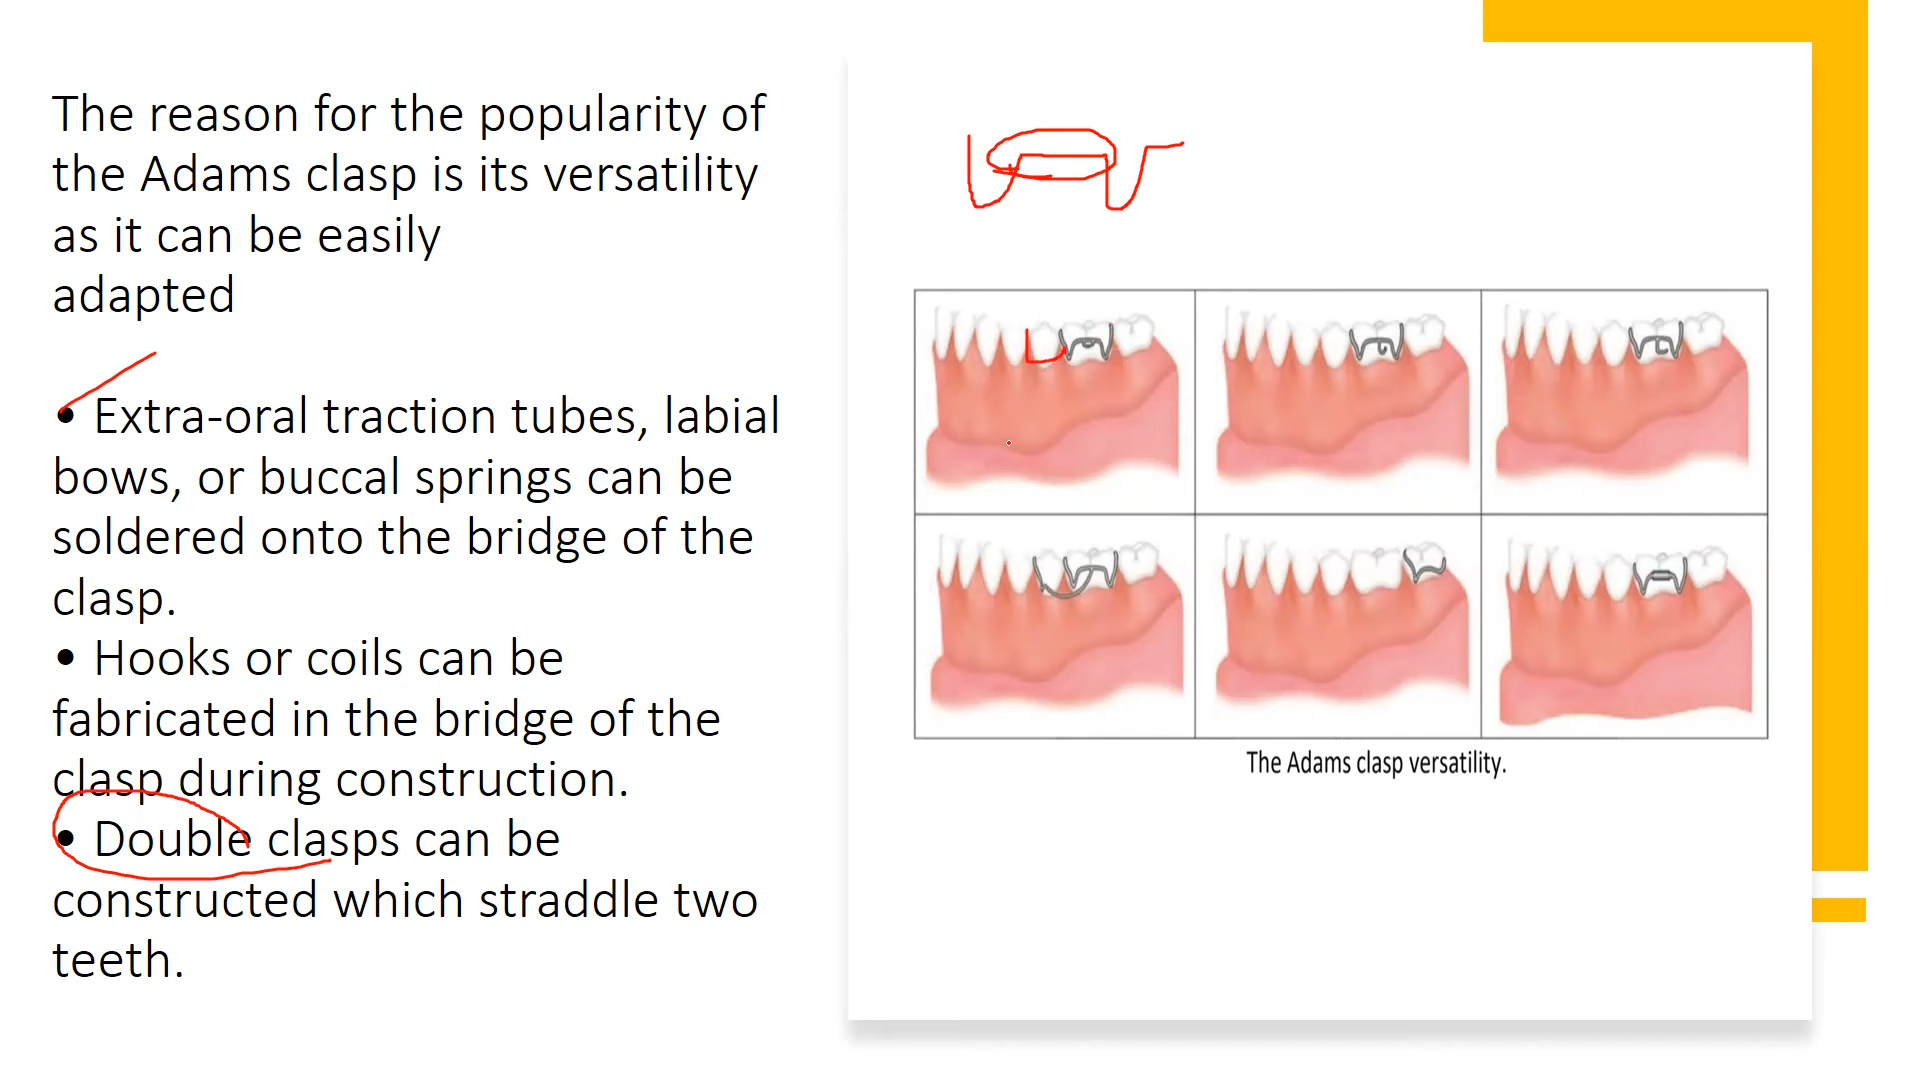 The reason for the popularity of
the Adams clasp is its versatility
as it can be easily
adapted
• Extra-oral traction tubes, labial
bows, or buccal springs can be
soldered onto the bridge of the
clasp.
• Hooks or coils can be
fabricated in the bridge of the
clasp during construction.
• Double clasps can be
constructed which straddle two
teeth.
The Adams clasp versatility.